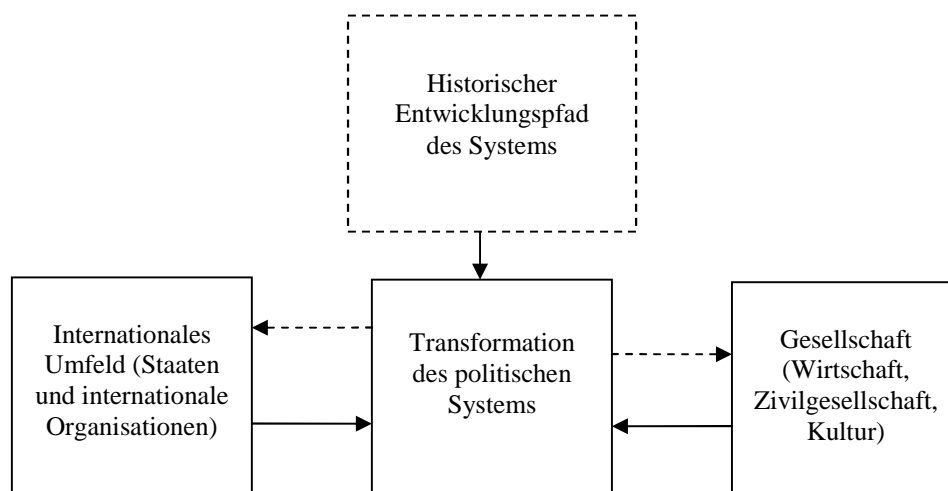 Historischer
Entwicklungspfad
des Systems
Internationales
Umfeld (Staaten
und internationale
Organisationen)
Transformation
des politischen
Systems
Gesellschaft
(Wirtschaft,
Zivilgesellschaft,
Kultur)